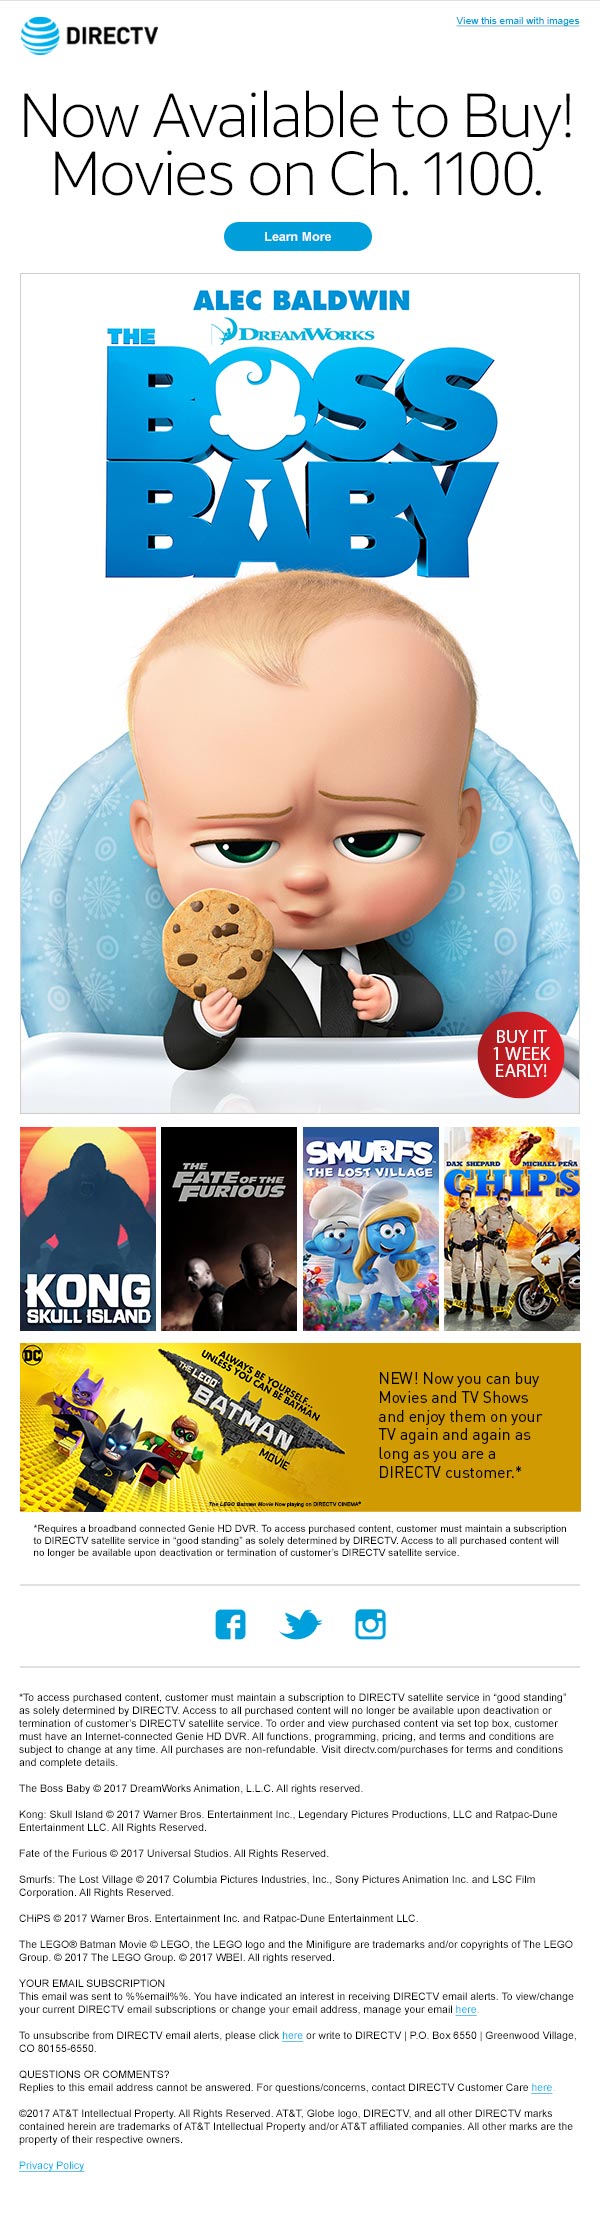 DIRECTV
View this email with images
Now Available to Buy!
Movies on Ch. 1100.
Learn More
ALEC BALDWIN
DREAMWORKS
THE
BOSS
BABY
BUY IT
1 WEEK
EARLY!
KONG
SKULL ISLAND
THE
FATE OF THE
FURIOUS
SMURFS
THE LOST VILLAGE
DAX SHEPARD MICHAEL PEÑA
CHIPS
DC
ALWAYS BE YOURSELF...
UNLESS YOU CAN BE BATMAN
THE LEGO
BATMAN
MOVIE
The LEGO Batman Movie Now playing on DIRECTV CINEMA®
NEW! Now you can buy
Movies and TV Shows
and enjoy them on your
TV again and again as
long as you are a
DIRECTV customer.*
*Requires a broadband connected Genie HD DVR. To access purchased content, customer must maintain a subscription
to DIRECTV satellite service in “good standing” as solely determined by DIRECTV. Access to all purchased content will
no longer be available upon deactivation or termination of customer’s DIRECTV satellite service.
*To access purchased content, customer must maintain a subscription to DIRECTV satellite service in “good standing”
as solely determined by DIRECTV. Access to all purchased content will no longer be available upon deactivation or
termination of customer’s DIRECTV satellite service. To order and view purchased content via set top box, customer
must have an Internet-connected Genie HD DVR. All functions, programming, pricing, and terms and conditions are
subject to change at any time. All purchases are non-refundable. Visit directv.com/purchases for terms and conditions
and complete details.
The Boss Baby © 2017 DreamWorks Animation, L.L.C. All rights reserved.
Kong: Skull Island © 2017 Warner Bros. Entertainment Inc., Legendary Pictures Productions, LLC and Ratpac-Dune
Entertainment LLC. All Rights Reserved.
Fate of the Furious © 2017 Universal Studios. All Rights Reserved.
Smurfs: The Lost Village © 2017 Columbia Pictures Industries, Inc., Sony Pictures Animation Inc. and LSC Film
Corporation. All Rights Reserved.
CHiPS © 2017 Warner Bros. Entertainment Inc. and Ratpac-Dune Entertainment LLC.
The LEGO® Batman Movie © LEGO, the LEGO logo and the Minifigure are trademarks and/or copyrights of The LEGO
Group. © 2017 The LEGO Group. © 2017 WBEI. All rights reserved.
YOUR EMAIL SUBSCRIPTION
This email was sent to %%email%%. You have indicated an interest in receiving DIRECTV email alerts. To view/change
your current DIRECTV email subscriptions or change your email address, manage your email here.
To unsubscribe from DIRECTV email alerts, please click here or write to DIRECTV | P.O. Box 6550 | Greenwood Village,
CO 80155-6550.
QUESTIONS OR COMMENTS?
Replies to this email address cannot be answered. For questions/concerns, contact DIRECTV Customer Care here.
©2017 AT&T Intellectual Property. All Rights Reserved. AT&T, Globe logo, DIRECTV, and all other DIRECTV marks
contained herein are trademarks of AT&T Intellectual Property and/or AT&T affiliated companies. All other marks are the
property of their respective owners.
Privacy Policy